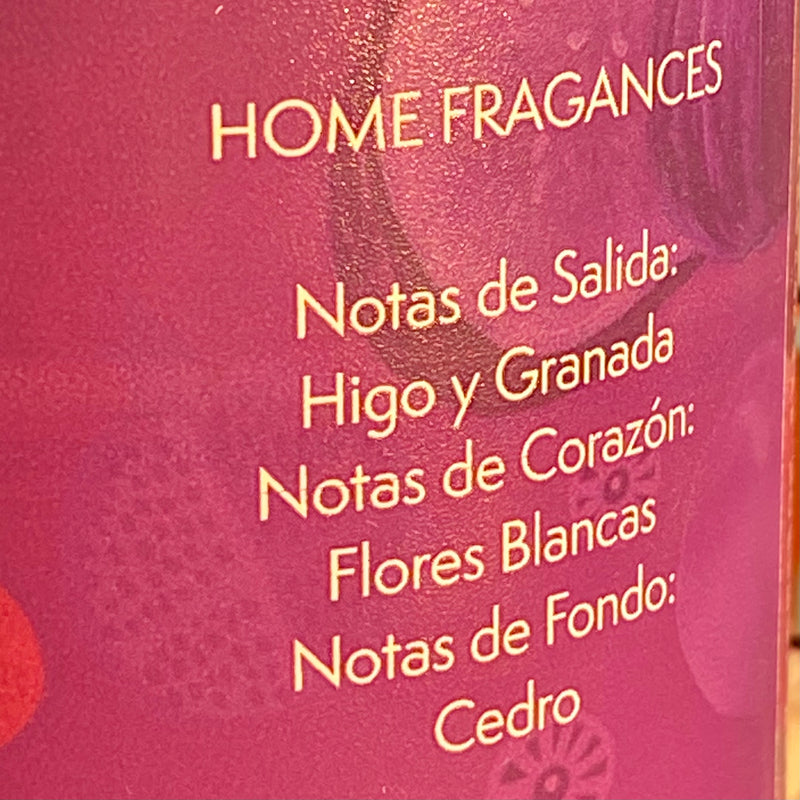 HOME FRAGANCES
Notas de Salida:
Higo y Granada
Notas de Corazón:
Flores Blancas
Notas de Fondo:
Cedro